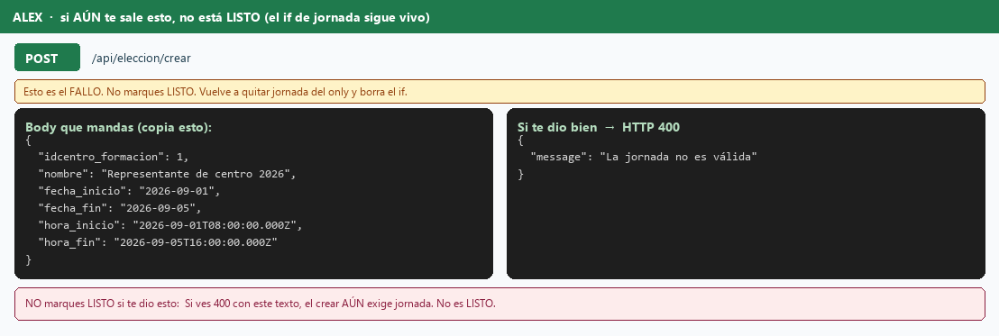 ALEX · si AÚN te sale esto, no está LISTO (el if de jornada sigue vivo)
POST /api/eleccion/crear
Esto es el FALLO. No marques LISTO. Vuelve a quitar jornada del only y borra el if.
Body que mandas (copia esto):
{
"idcentro_formacion": 1,
"nombre": "Representante de centro 2026",
"fecha_inicio": "2026-09-01",
"fecha_fin": "2026-09-05",
"hora_inicio": "2026-09-01T08:00:00.000Z",
"hora_fin": "2026-09-05T16:00:00.000Z"
}
Si te dio bien → HTTP 400
{
"message": "La jornada no es válida"
}
NO marques LISTO si te dio esto: Si ves 400 con este texto, el crear AÚN exige jornada. No es LISTO.